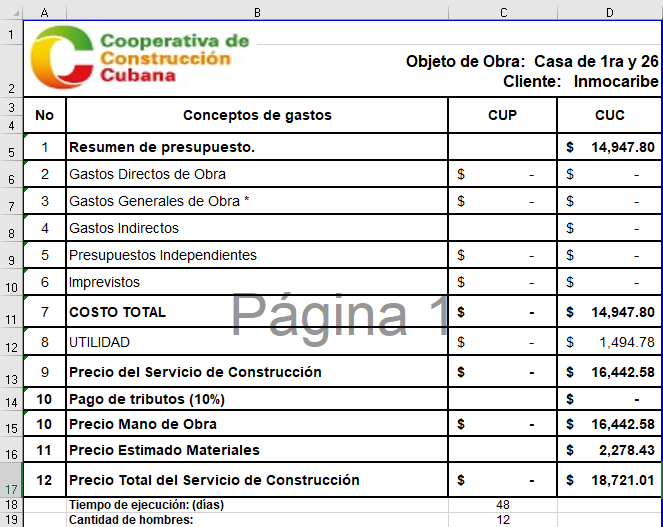 A B C D
1 Cooperativa de
Construcción
Cubana
Objeto de Obra: Casa de 1ra y 26
2 Cliente: Inmocaribe
3
4 No Conceptos de gastos CUP CUC
5 1 Resumen de presupuesto. $ 14,947.80
6 2 Gastos Directos de Obra $ - $ -
7 3 Gastos Generales de Obra * $ - $ -
8 4 Gastos Indirectos $ -
9 5 Presupuestos Independientes $ - $ -
10 6 Imprevistos $ - $ -
Página 1
11 7 COSTO TOTAL $ - $ 14,947.80
12 8 UTILIDAD $ 1,494.78
13 9 Precio del Servicio de Construcción $ - $ 16,442.58
14 10 Pago de tributos (10%) $ -
15 10 Precio Mano de Obra $ - $ 16,442.58
16 11 Precio Estimado Materiales $ 2,278.43
17 12 Precio Total del Servicio de Construcción $ - $ 18,721.01
18 Tiempo de ejecución: (días) 48
19 Cantidad de hombres: 12